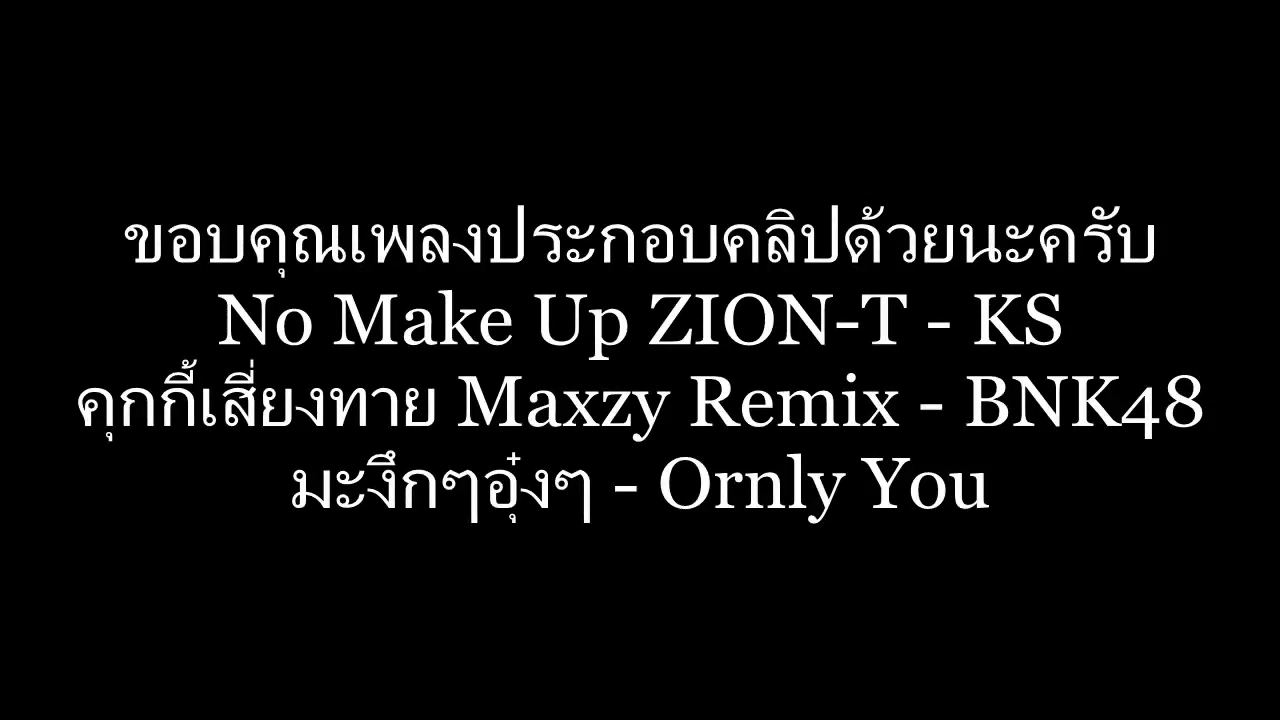 ขอบคุณเพลงประกอบคลิปด้วยนะครับ
No Make Up ZION-T - KS
คุกกี้เสี่ยงทาย Maxzy Remix - BNK48
มะงึกๆอุ๋งๆ - Ornly You